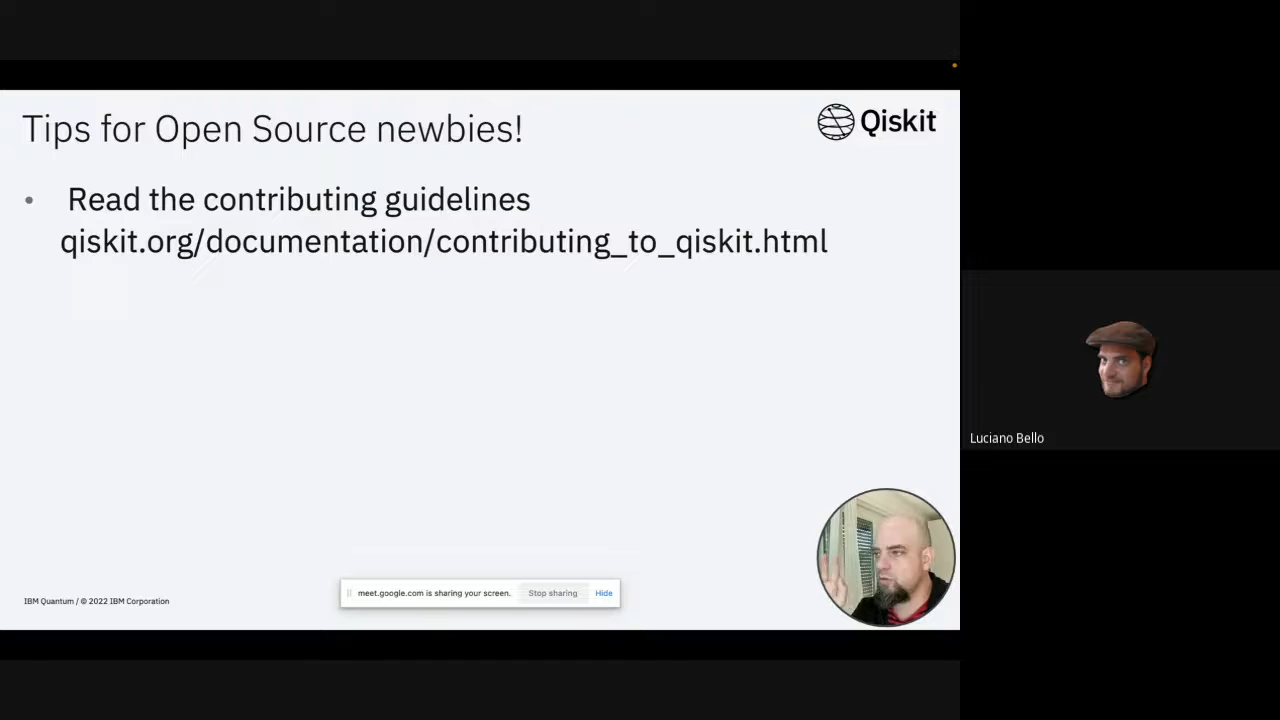 Tips for Open Source newbies!
Qiskit
• Read the contributing guidelines
qiskit.org/documentation/contributing_to_qiskit.html
Luciano Bello
meet.google.com is sharing your screen. Stop sharing Hide
IBM Quantum / © 2022 IBM Corporation